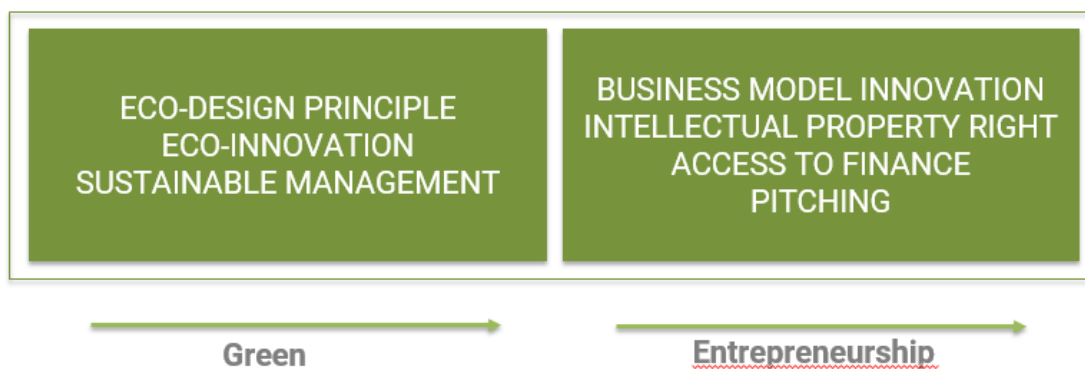 ECO-DESIGN PRINCIPLE
ECO-INNOVATION
SUSTAINABLE MANAGEMENT
BUSINESS MODEL INNOVATION
INTELLECTUAL PROPERTY RIGHT
ACCESS TO FINANCE
PITCHING
Green
Entrepreneurship